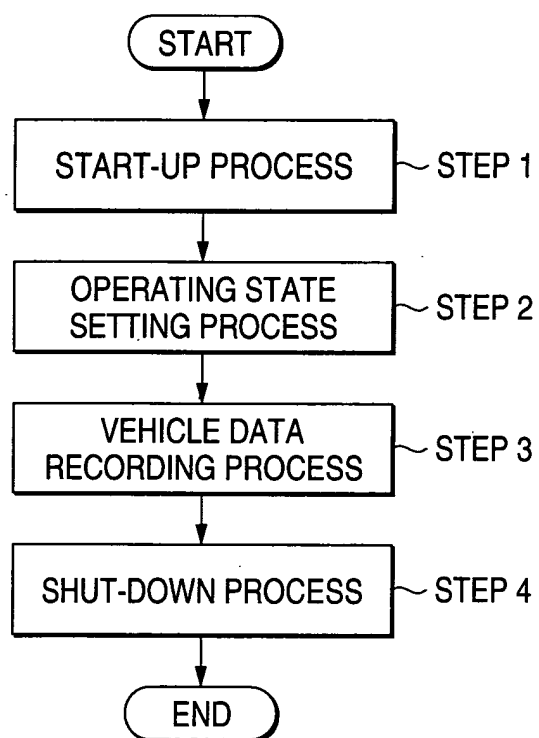 START
START-UP PROCESS
STEP 1
OPERATING STATE
SETTING PROCESS
STEP 2
VEHICLE DATA
RECORDING PROCESS
STEP 3
SHUT-DOWN PROCESS
STEP 4
END